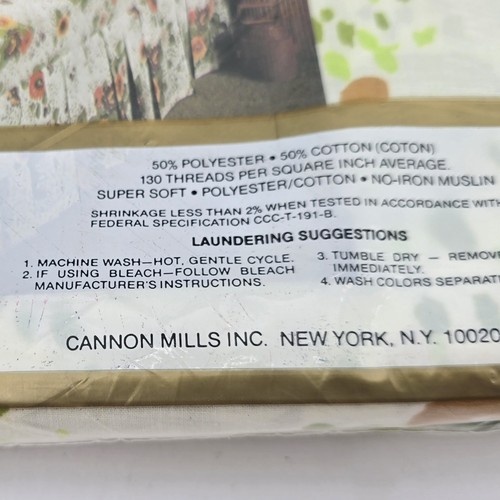 50% POLYESTER • 50% COTTON (COTON)
130 THREADS PER SQUARE INCH AVERAGE.
SUPER SOFT • POLYESTER/COTTON • NO-IRON MUSLIN
SHRINKAGE LESS THAN 2% WHEN TESTED IN ACCORDANCE WITH
FEDERAL SPECIFICATION CCC-T-191-B.
LAUNDERING SUGGESTIONS
1. MACHINE WASH—HOT, GENTLE CYCLE.
2. IF USING BLEACH—FOLLOW BLEACH
MANUFACTURER'S INSTRUCTIONS.
3. TUMBLE DRY — REMOVE
IMMEDIATELY.
4. WASH COLORS SEPARAT
CANNON MILLS INC. NEW YORK, N.Y. 10020